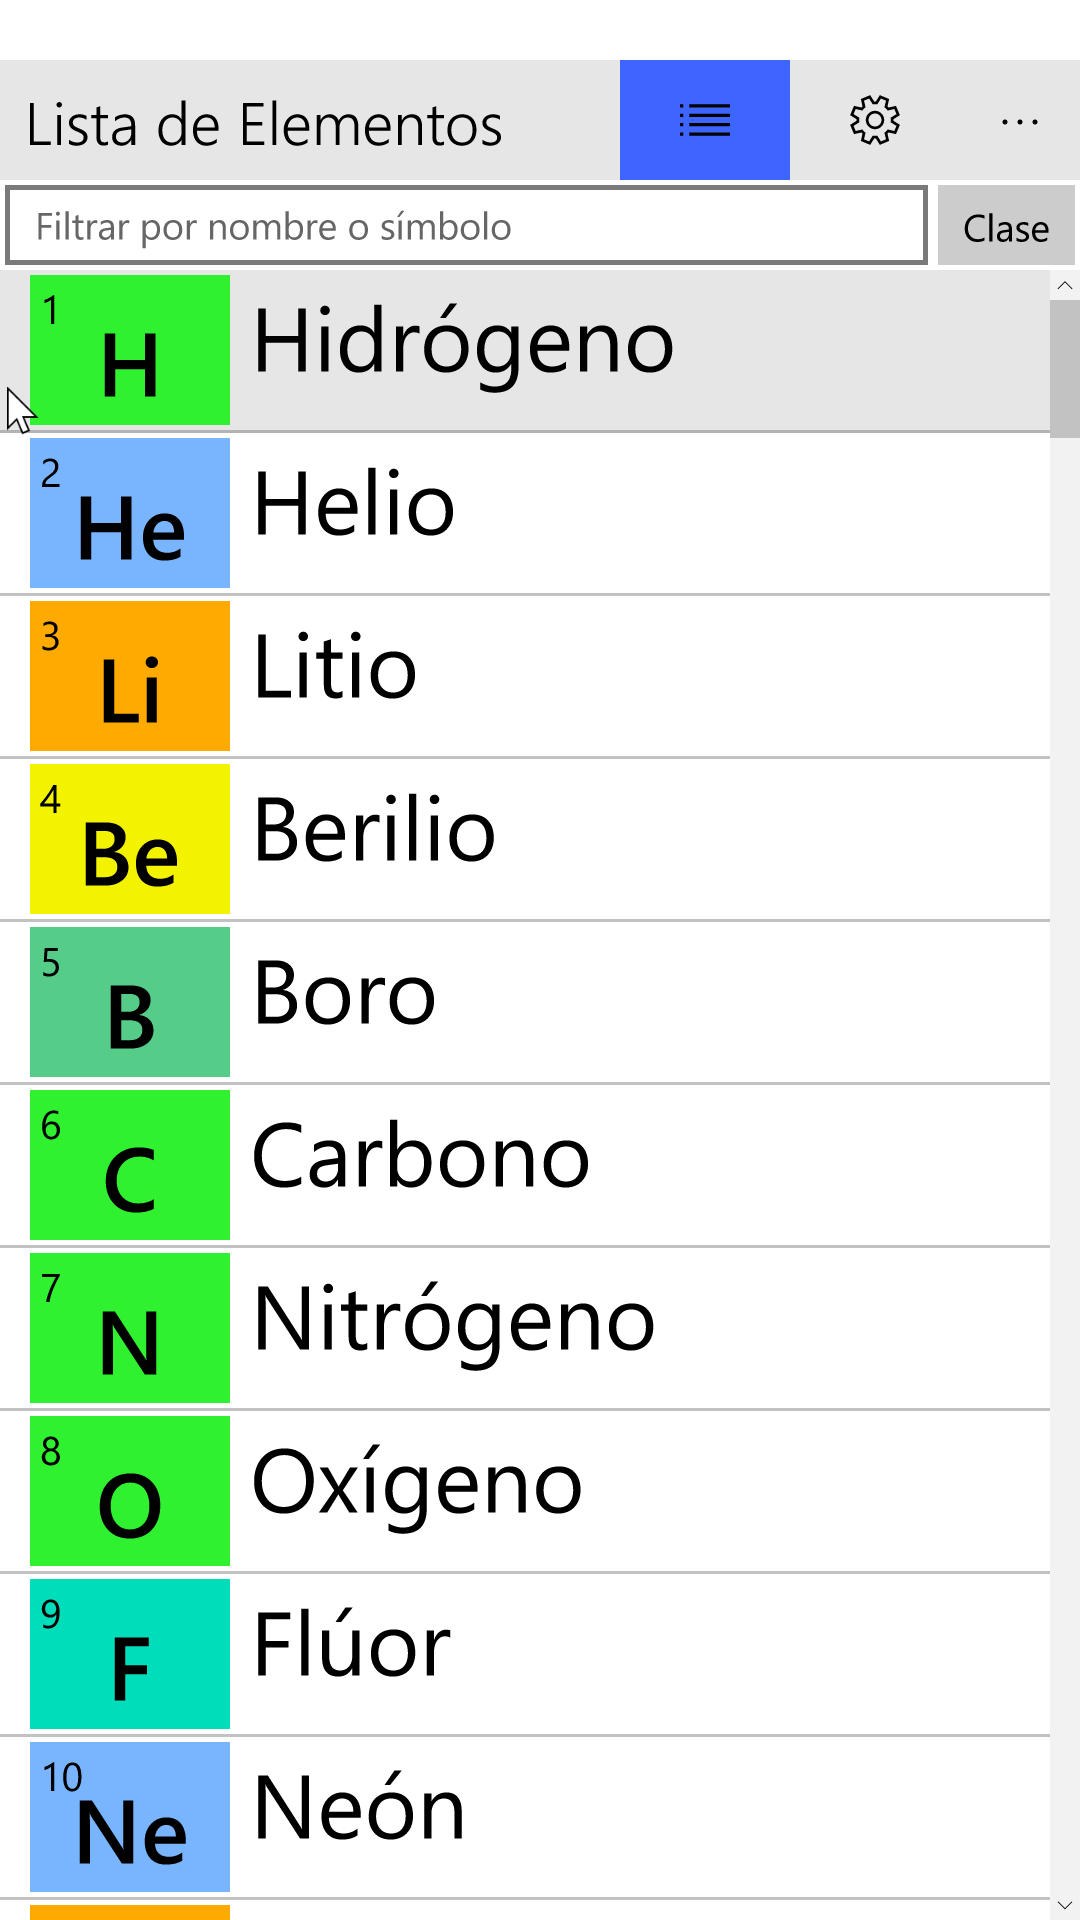 Lista de Elementos
Filtrar por nombre o símbolo
Clase
1
H
Hidrógeno
2
He
Helio
3
Li
Litio
4
Be
Berilio
5
B
Boro
6
C
Carbono
7
N
Nitrógeno
8
O
Oxígeno
9
F
Flúor
10
Ne
Neón